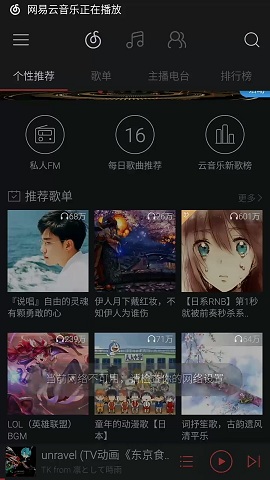 网易云音乐正在播放
个性推荐 歌单 主播电台 排行榜
16
私人FM 每日歌曲推荐 云音乐新歌榜
推荐歌单 更多
68万 93万 52万
『说唱』自由的灵魂 伊人月下戴红妆，不 【日系RNB】第1秒
有颗勇敢的心 知伊人为谁伤... 就被前奏秒杀系..
89万 71万 39万
当前网络不可用，请检查你的网络设置
LOL（英雄联盟） 童年的动漫歌【日 词抒笙歌，古韵遗风
BGM 本】 清平乐
unravel (TV动画《东京食..
TK from 凛として時雨